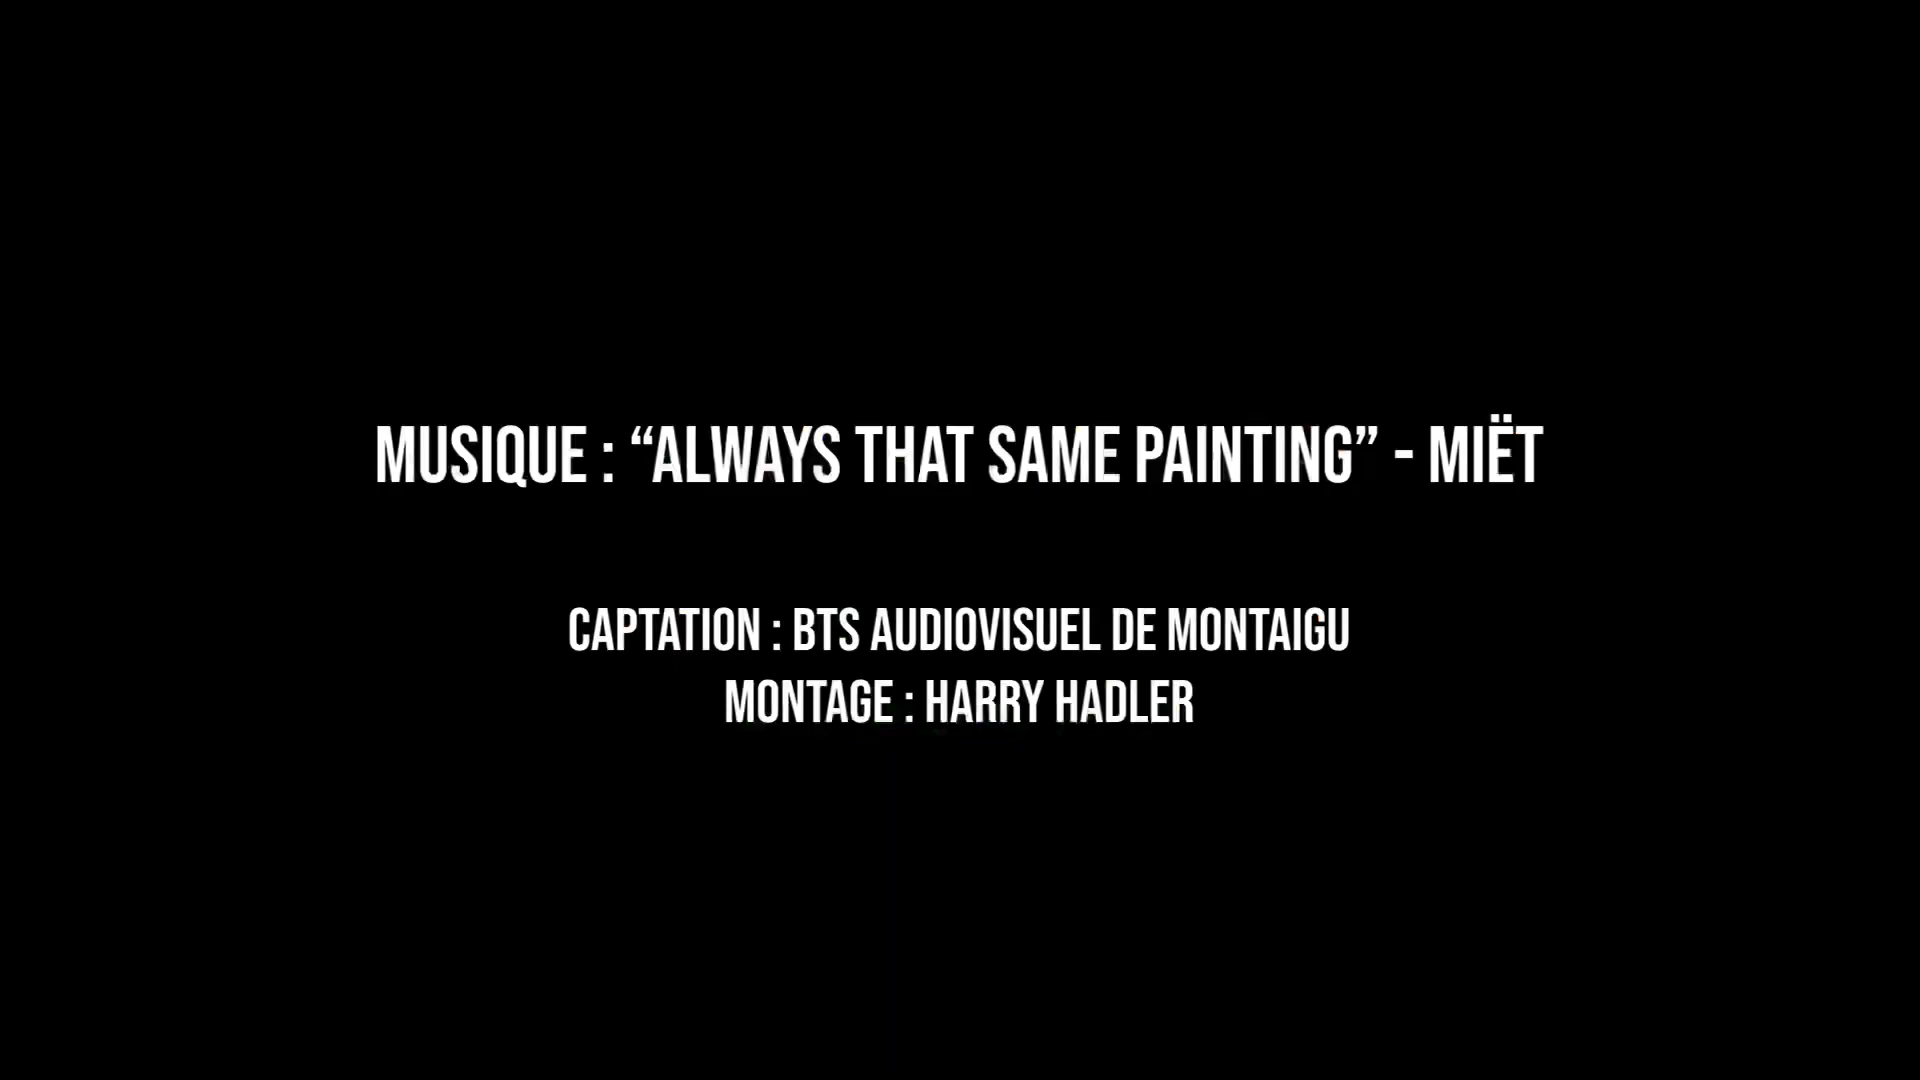 MUSIQUE : “ALWAYS THAT SAME PAINTING” - MIËT
CAPTATION : BTS AUDIOVISUEL DE MONTAIGU
MONTAGE : HARRY HADLER